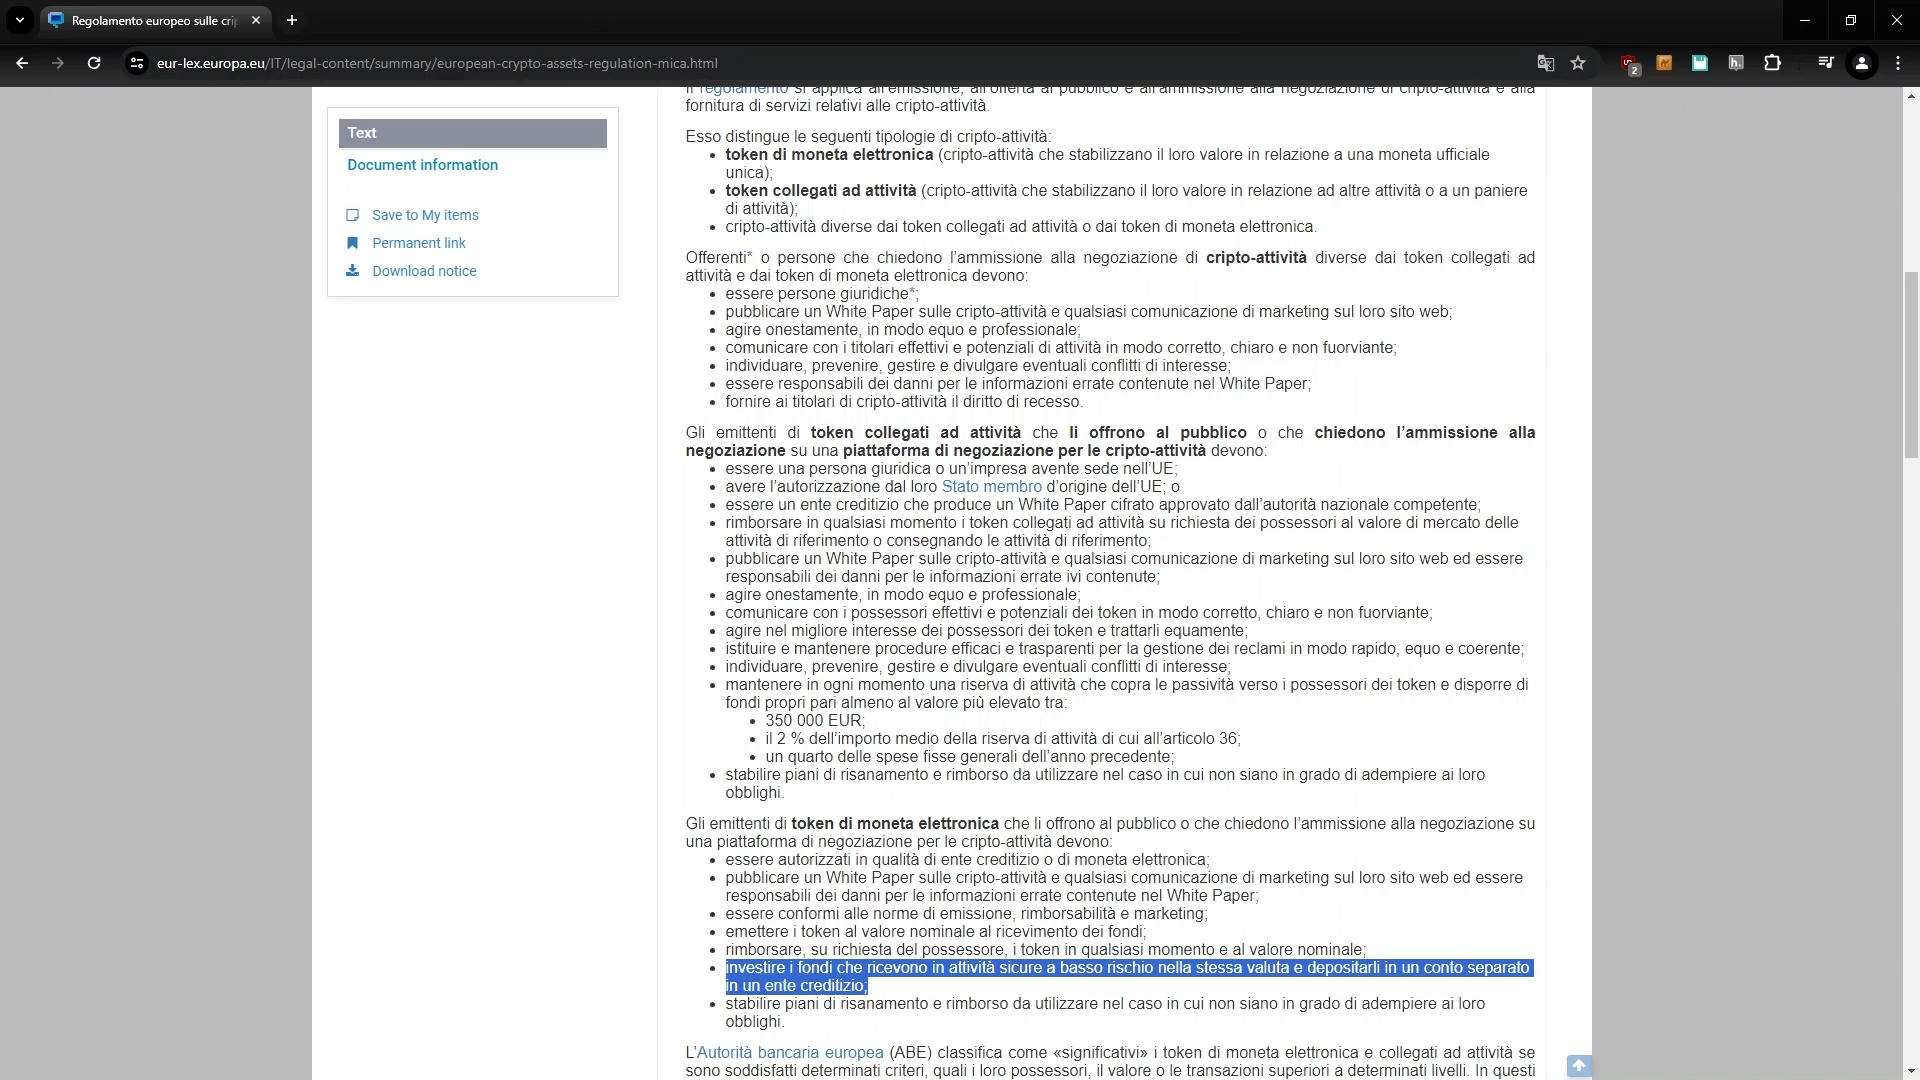 Regolamento europeo sulle crip
eur-lex.europa.eu/IT/legal-content/summary/european-crypto-assets-regulation-mica.html
2
Text
Document information
Save to My items
Permanent link
Download notice
Il regolamento si applica all'emissione, all'offerta al pubblico e all'ammissione alla negoziazione di cripto-attività e alla
fornitura di servizi relativi alle cripto-attività.
Esso distingue le seguenti tipologie di cripto-attività:
token di moneta elettronica (cripto-attività che stabilizzano il loro valore in relazione a una moneta ufficiale
unica);
token collegati ad attività (cripto-attività che stabilizzano il loro valore in relazione ad altre attività o a un paniere
di attività);
cripto-attività diverse dai token collegati ad attività o dai token di moneta elettronica.
Offerenti* o persone che chiedono l'ammissione alla negoziazione di cripto-attività diverse dai token collegati ad
attività e dai token di moneta elettronica devono:
essere persone giuridiche*;
pubblicare un White Paper sulle cripto-attività e qualsiasi comunicazione di marketing sul loro sito web;
agire onestamente, in modo equo e professionale;
comunicare con i titolari effettivi e potenziali di attività in modo corretto, chiaro e non fuorviante;
individuare, prevenire, gestire e divulgare eventuali conflitti di interesse;
essere responsabili dei danni per le informazioni errate contenute nel White Paper;
fornire ai titolari di cripto-attività il diritto di recesso.
Gli emittenti di token collegati ad attività che li offrono al pubblico o che chiedono l'ammissione alla
negoziazione su una piattaforma di negoziazione per le cripto-attività devono:
essere una persona giuridica o un'impresa avente sede nell'UE;
avere l'autorizzazione dal loro Stato membro d'origine dell'UE; o
essere un ente creditizio che produce un White Paper cifrato approvato dall'autorità nazionale competente;
rimborsare in qualsiasi momento i token collegati ad attività su richiesta dei possessori al valore di mercato delle
attività di riferimento o consegnando le attività di riferimento;
pubblicare un White Paper sulle cripto-attività e qualsiasi comunicazione di marketing sul loro sito web ed essere
responsabili dei danni per le informazioni errate ivi contenute;
agire onestamente, in modo equo e professionale;
comunicare con i possessori effettivi e potenziali dei token in modo corretto, chiaro e non fuorviante;
agire nel migliore interesse dei possessori dei token e trattarli equamente;
istituire e mantenere procedure efficaci e trasparenti per la gestione dei reclami in modo rapido, equo e coerente;
individuare, prevenire, gestire e divulgare eventuali conflitti di interesse;
mantenere in ogni momento una riserva di attività che copra le passività verso i possessori dei token e disporre di
fondi propri pari almeno al valore più elevato tra:
350 000 EUR;
il 2 % dell'importo medio della riserva di attività di cui all'articolo 36;
un quarto delle spese fisse generali dell'anno precedente;
stabilire piani di risanamento e rimborso da utilizzare nel caso in cui non siano in grado di adempiere ai loro
obblighi.
Gli emittenti di token di moneta elettronica che li offrono al pubblico o che chiedono l'ammissione alla negoziazione su
una piattaforma di negoziazione per le cripto-attività devono:
essere autorizzati in qualità di ente creditizio o di moneta elettronica;
pubblicare un White Paper sulle cripto-attività e qualsiasi comunicazione di marketing sul loro sito web ed essere
responsabili dei danni per le informazioni errate contenute nel White Paper;
essere conformi alle norme di emissione, rimborsabilità e marketing;
emettere i token al valore nominale al ricevimento dei fondi;
rimborsare, su richiesta del possessore, i token in qualsiasi momento e al valore nominale;
investire i fondi che ricevono in attività sicure a basso rischio nella stessa valuta e depositarli in un conto separato
in un ente creditizio;
stabilire piani di risanamento e rimborso da utilizzare nel caso in cui non siano in grado di adempiere ai loro
obblighi.
L'Autorità bancaria europea (ABE) classifica come «significativi» i token di moneta elettronica e collegati ad attività se
sono soddisfatti determinati criteri, quali i loro possessori, il valore o le transazioni superiori a determinati livelli. In questi